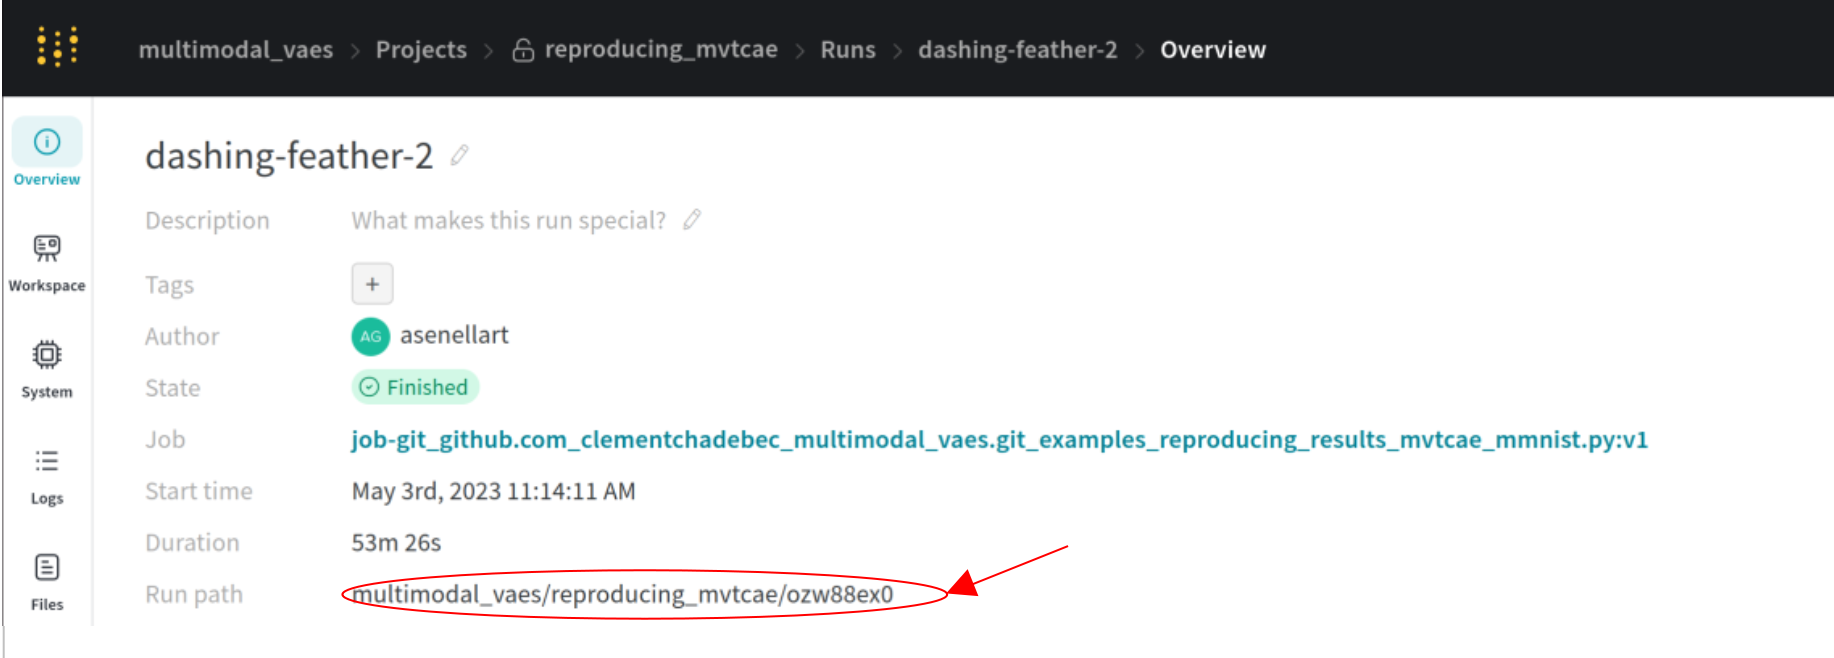 multimodal_vaes > Projects > reproducing_mvtcae > Runs > dashing-feather-2 > Overview
Overview
Workspace
System
Logs
Files
dashing-feather-2
Description What makes this run special?
Tags +
Author AG asenellart
State Finished
Job job-git_github.com_clementchadebec_multimodal_vaes.git_examples_reproducing_results_mvtcae_mmnist.py:v1
Start time May 3rd, 2023 11:14:11 AM
Duration 53m 26s
Run path multimodal_vaes/reproducing_mvtcae/ozw88ex0